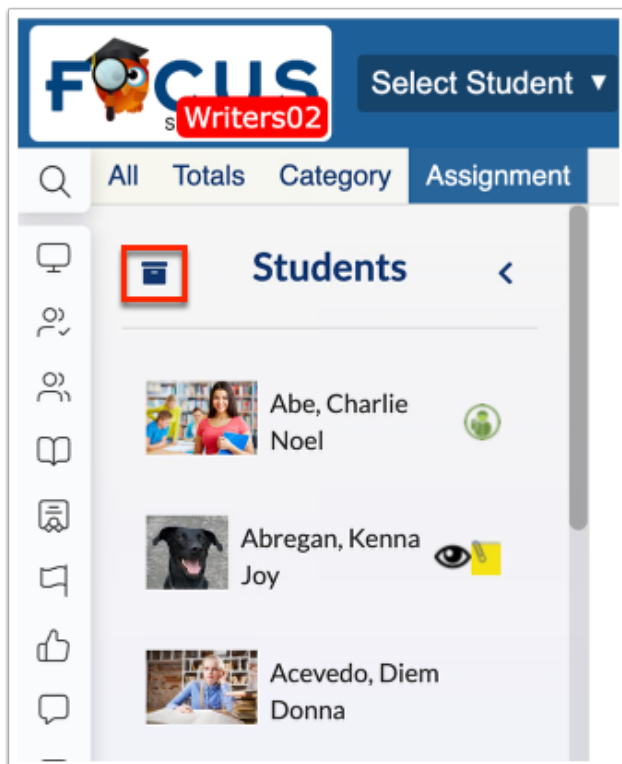 FOCUS
S
Writers02
Select Student ▼
All Totals Category Assignment
Students
Abe, Charlie
Noel
Abregan, Kenna
Joy
Acevedo, Diem
Donna